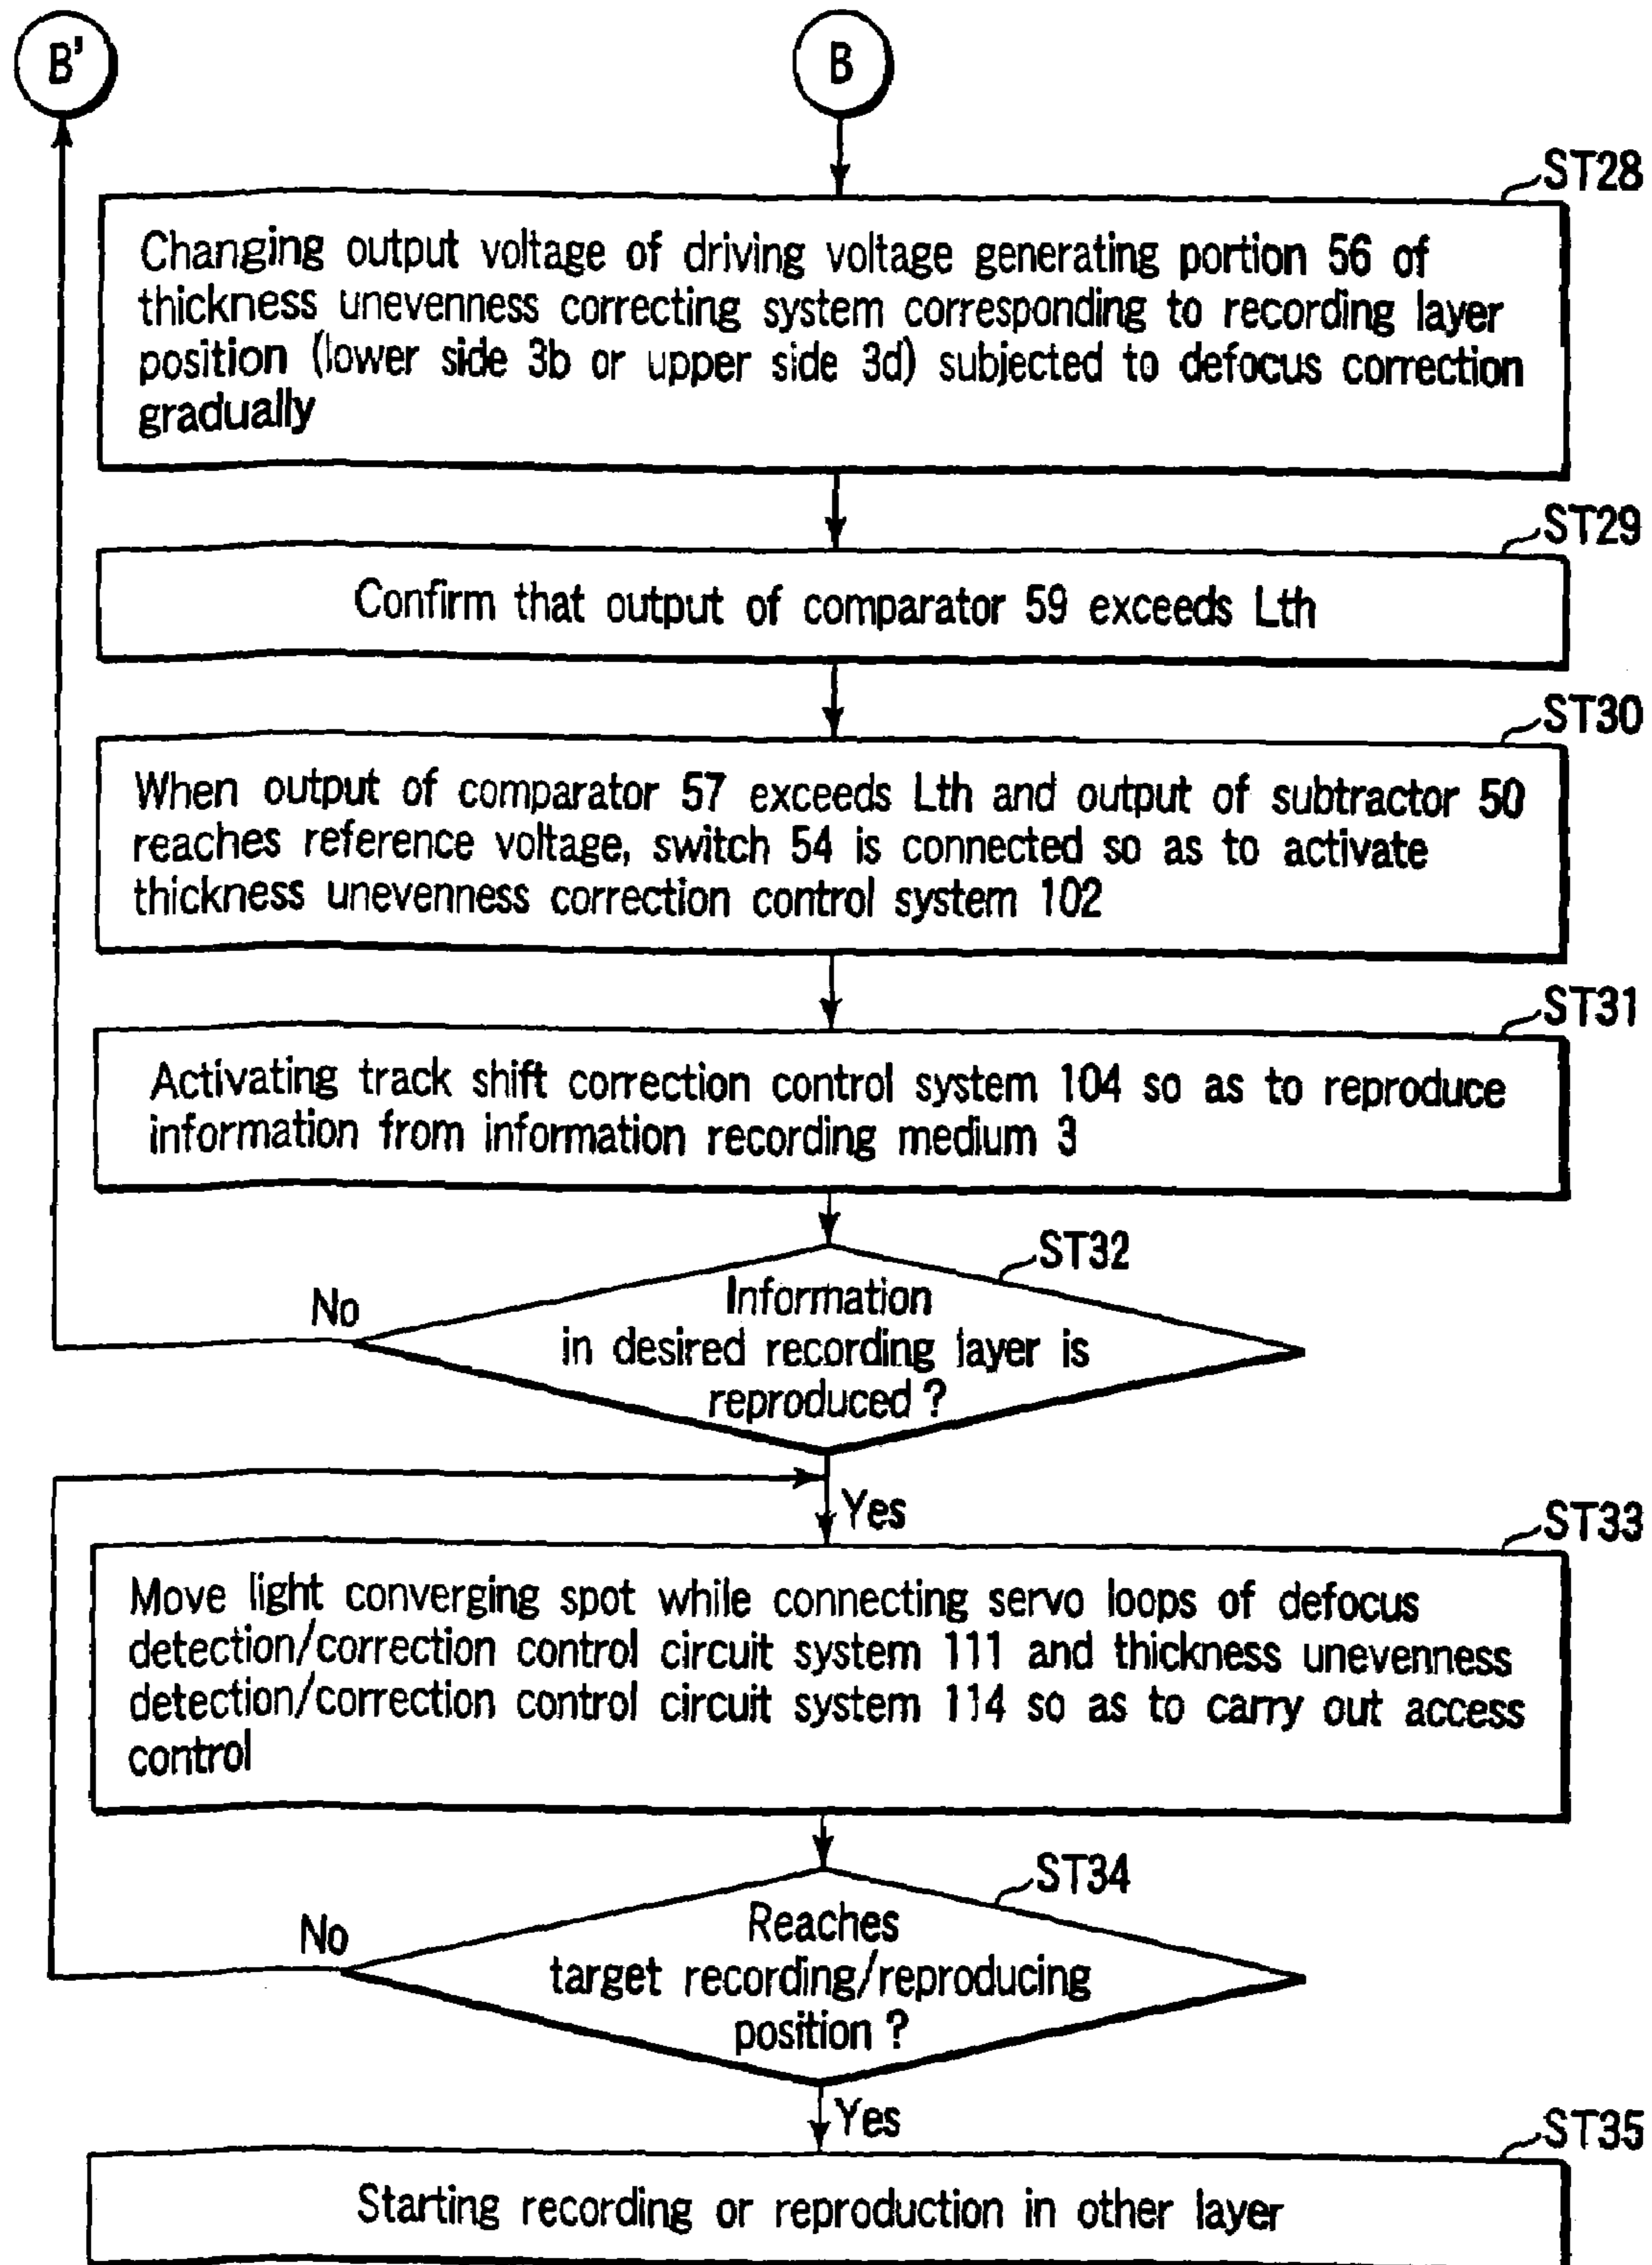 B'
B
ST28
Changing output voltage of driving voltage generating portion 56 of
thickness unevenness correcting system corresponding to recording layer
position (lower side 3b or upper side 3d) subjected to defocus correction
gradually
ST29
Confirm that output of comparator 59 exceeds Lth
ST30
When output of comparator 57 exceeds Lth and output of subtractor 50
reaches reference voltage, switch 54 is connected so as to activate
thickness unevenness correction control system 102
ST31
Activating track shift correction control system 104 so as to reproduce
information from information recording medium 3
ST32
No
Information
in desired recording layer is
reproduced ?
Yes
ST33
Move light converging spot while connecting servo loops of defocus
detection/correction control circuit system 111 and thickness unevenness
detection/correction control circuit system 114 so as to carry out access
control
ST34
No
Reaches
target recording/reproducing
position ?
Yes
ST35
Starting recording or reproduction in other layer